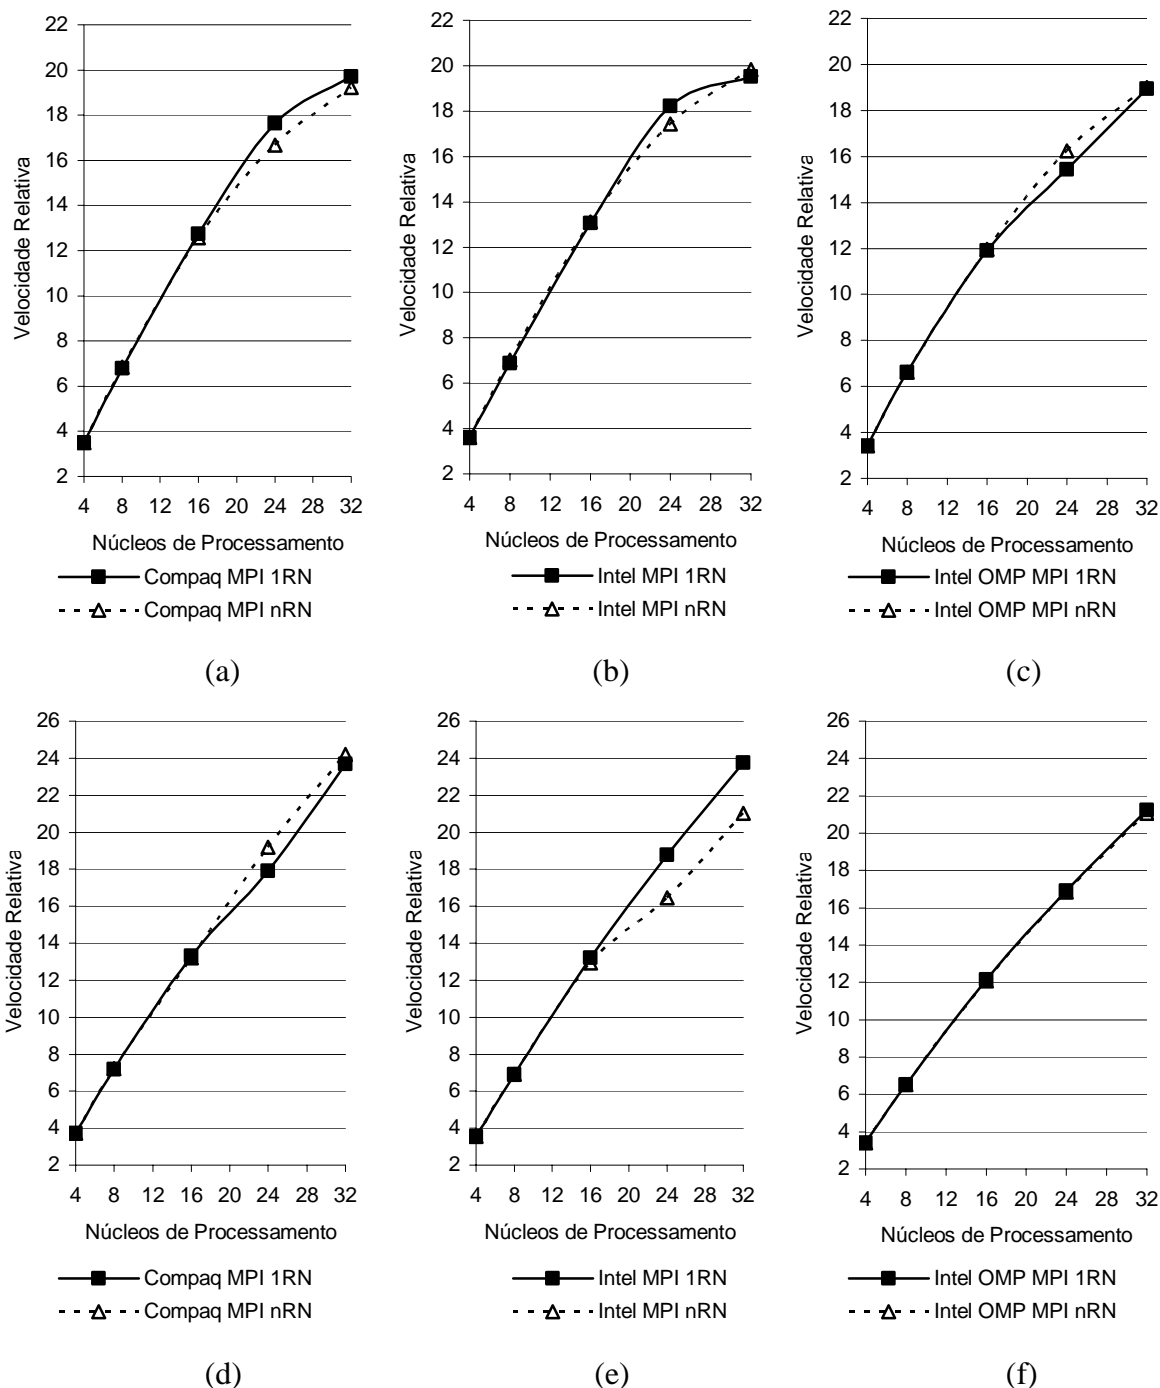 22
20
18
16
14
12
10
8
6
4
2
Velocidade Relativa
4 8 12 16 20 24 28 32
Núcleos de Processamento
Compaq MPI 1RN
Compaq MPI nRN
(a)
22
20
18
16
14
12
10
8
6
4
2
Velocidade Relativa
4 8 12 16 20 24 28 32
Núcleos de Processamento
Intel MPI 1RN
Intel MPI nRN
(b)
22
20
18
16
14
12
10
8
6
4
2
Velocidade Relativa
4 8 12 16 20 24 28 32
Núcleos de Processamento
Intel OMP MPI 1RN
Intel OMP MPI nRN
(c)
26
24
22
20
18
16
14
12
10
8
6
4
2
Velocidade Relativa
4 8 12 16 20 24 28 32
Núcleos de Processamento
Compaq MPI 1RN
Compaq MPI nRN
(d)
26
24
22
20
18
16
14
12
10
8
6
4
2
Velocidade Relativa
4 8 12 16 20 24 28 32
Núcleos de Processamento
Intel MPI 1RN
Intel MPI nRN
(e)
26
24
22
20
18
16
14
12
10
8
6
4
2
Velocidade Relativa
4 8 12 16 20 24 28 32
Núcleos de Processamento
Intel OMP MPI 1RN
Intel OMP MPI nRN
(f)